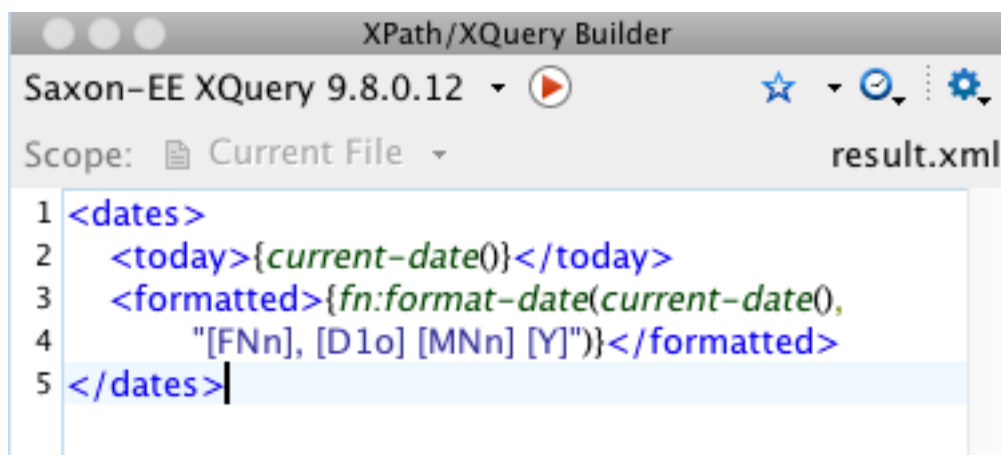 XPath/XQuery Builder
Saxon-EE XQuery 9.8.0.12
Scope: Current File result.xml
1 <dates>
2 <today>{current-date()}</today>
3 <formatted>{fn:format-date(current-date(),
4 "[FNn], [D1o] [MNn] [Y]")}</formatted>
5 </dates>